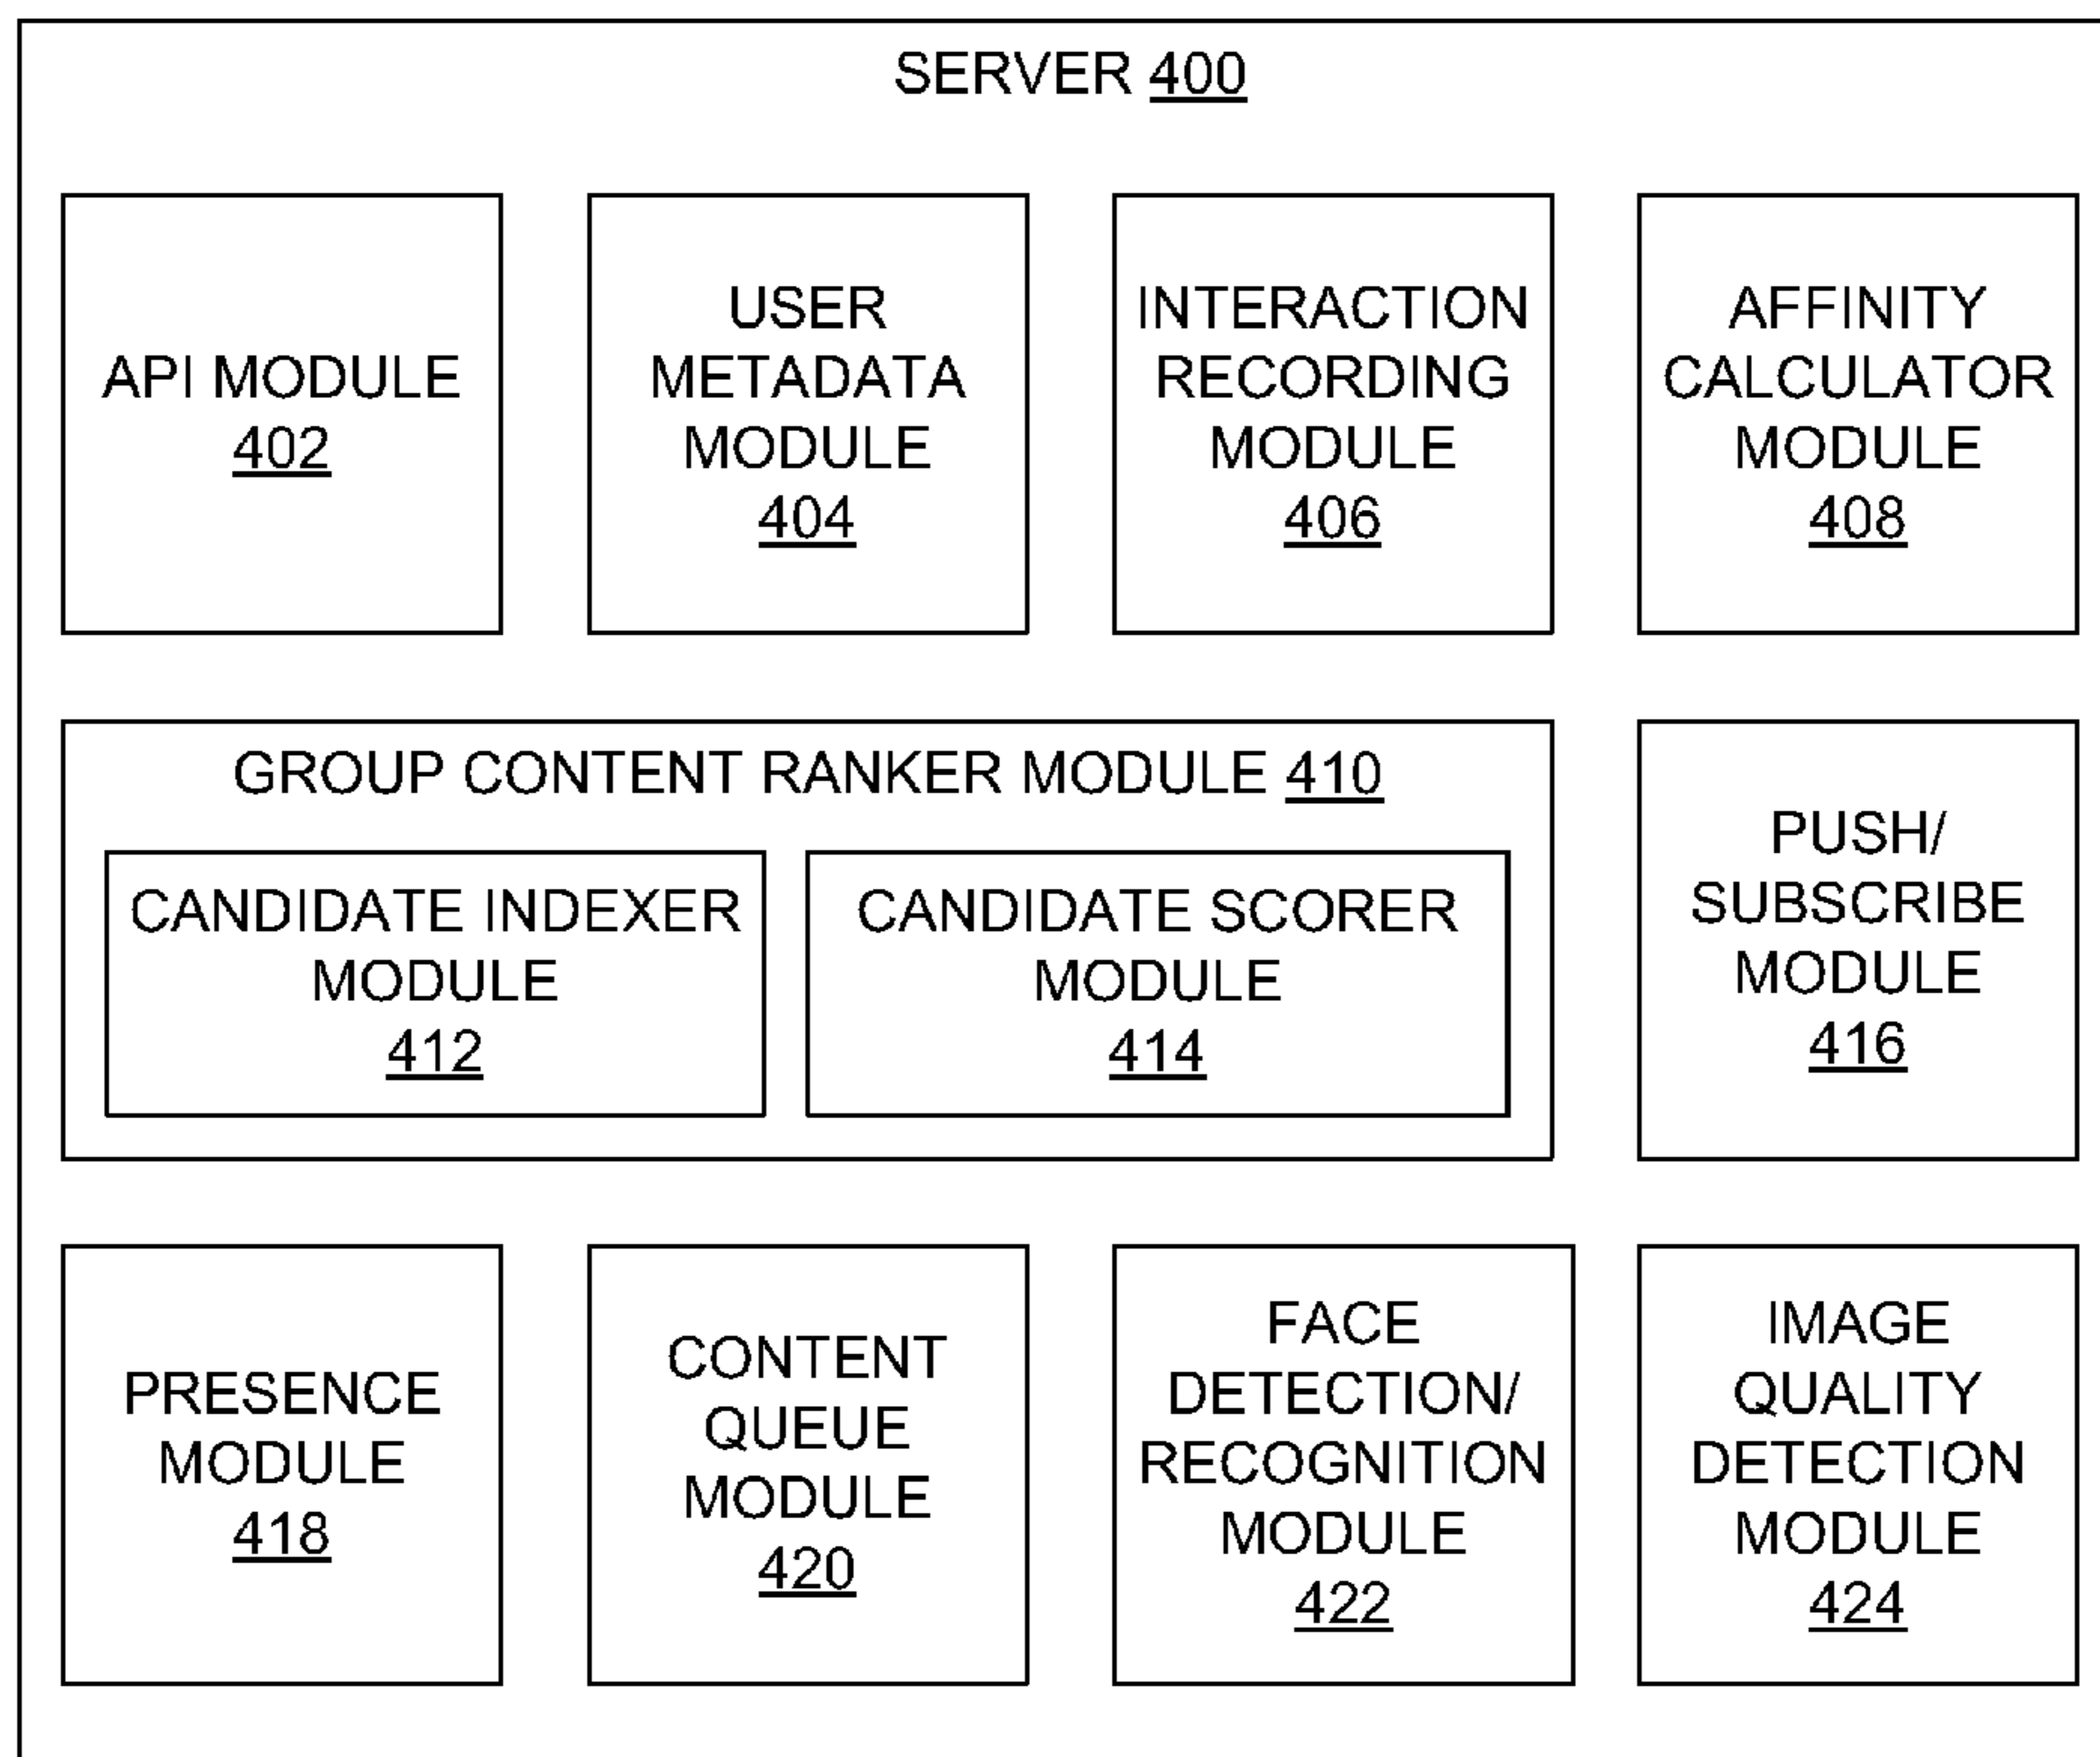 SERVER 400
API MODULE
402
USER
METADATA
MODULE
404
INTERACTION
RECORDING
MODULE
406
AFFINITY
CALCULATOR
MODULE
408
GROUP CONTENT RANKER MODULE 410
CANDIDATE INDEXER
MODULE
412
CANDIDATE SCORER
MODULE
414
PUSH/
SUBSCRIBE
MODULE
416
PRESENCE
MODULE
418
CONTENT
QUEUE
MODULE
420
FACE
DETECTION/
RECOGNITION
MODULE
422
IMAGE
QUALITY
DETECTION
MODULE
424